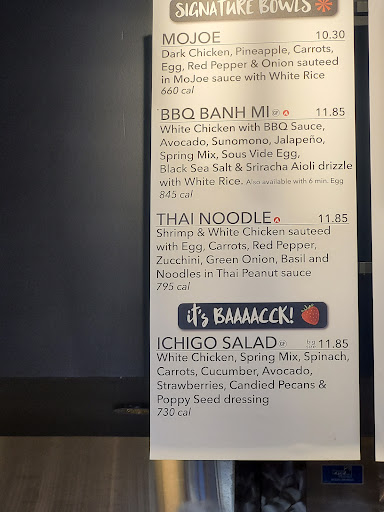 SIGNATURE BOWLS
MOJOE 10.30
Dark Chicken, Pineapple, Carrots,
Egg, Red Pepper & Onion sauteed
in MoJoe sauce with White Rice
660 cal
BBQ BANH MI GF 11.85
White Chicken with BBQ Sauce,
Avocado, Sunomono, Jalapeño,
Spring Mix, Sous Vide Egg,
Black Sea Salt & Sriracha Aioli drizzle
with White Rice. Also available with 6 min. Egg
845 cal
THAI NOODLE 11.85
Shrimp & White Chicken sauteed
with Egg, Carrots, Red Pepper,
Zucchini, Green Onion, Basil and
Noodles in Thai Peanut sauce
795 cal
it's BAAAACCK!
ICHIGO SALAD GF 11.85
White Chicken, Spring Mix, Spinach,
Carrots, Cucumber, Avocado,
Strawberries, Candied Pecans &
Poppy Seed dressing
730 cal